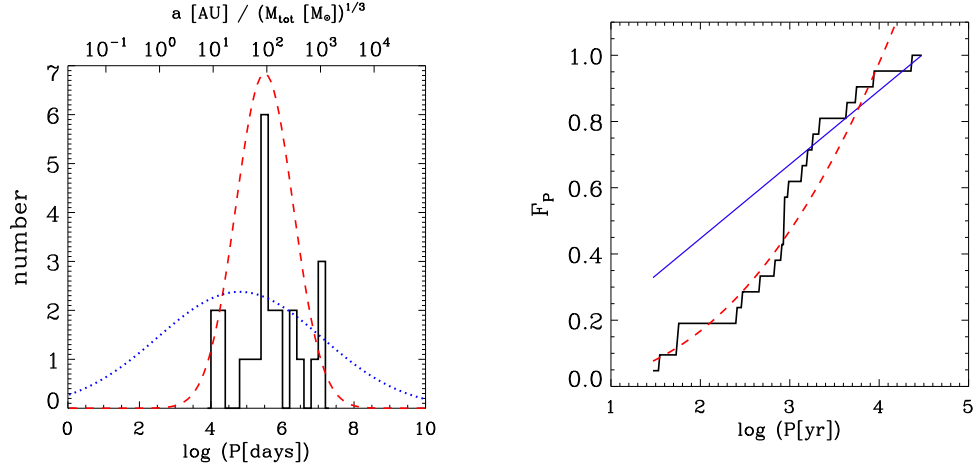 a [AU] / (M_tot [M_⊙])^1/3
10^-1 10^0 10^1 10^2 10^3 10^4
7
6
5
4
3
2
1
0
number
0 2 4 6 8 10
log (P[days])
1.0
0.8
0.6
0.4
0.2
0.0
F_P
1 2 3 4 5
log (P[yr])